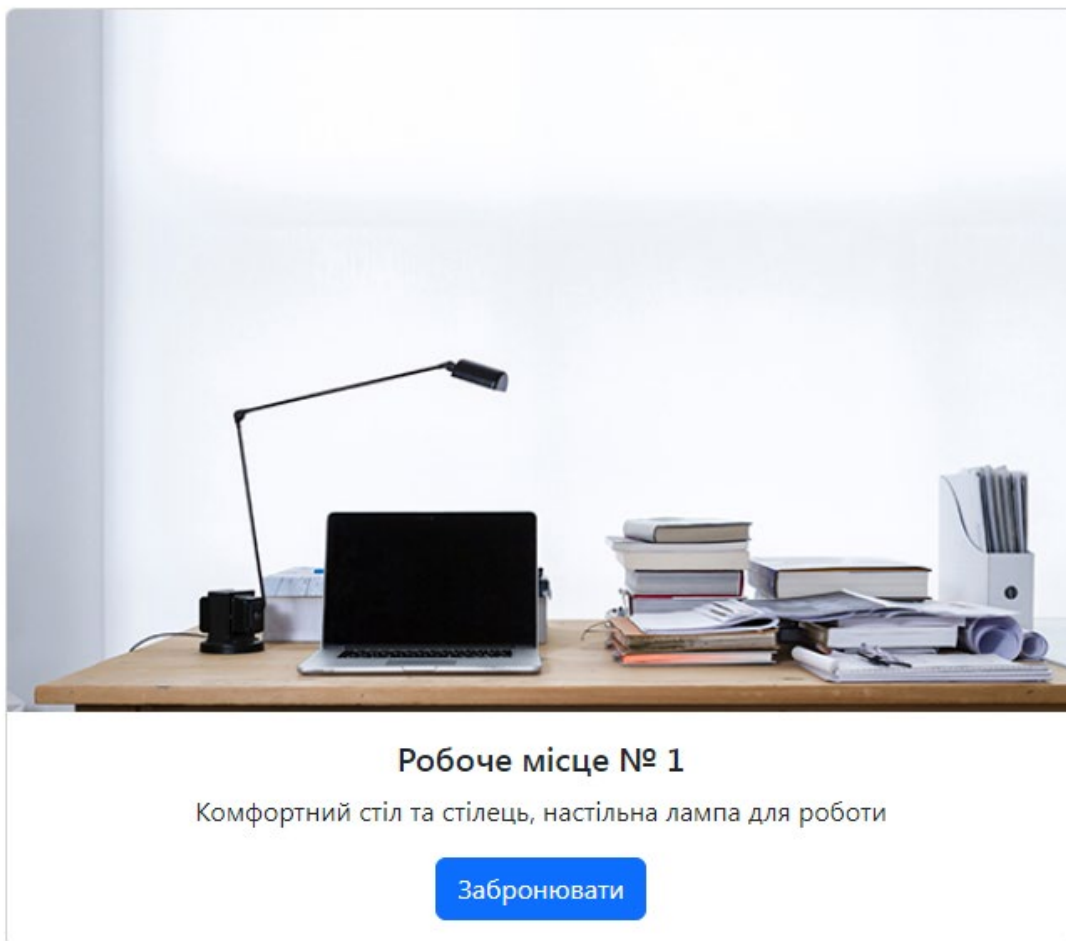 Робоче місце № 1
Комфортний стіл та стілець, настільна лампа для роботи
Забронювати